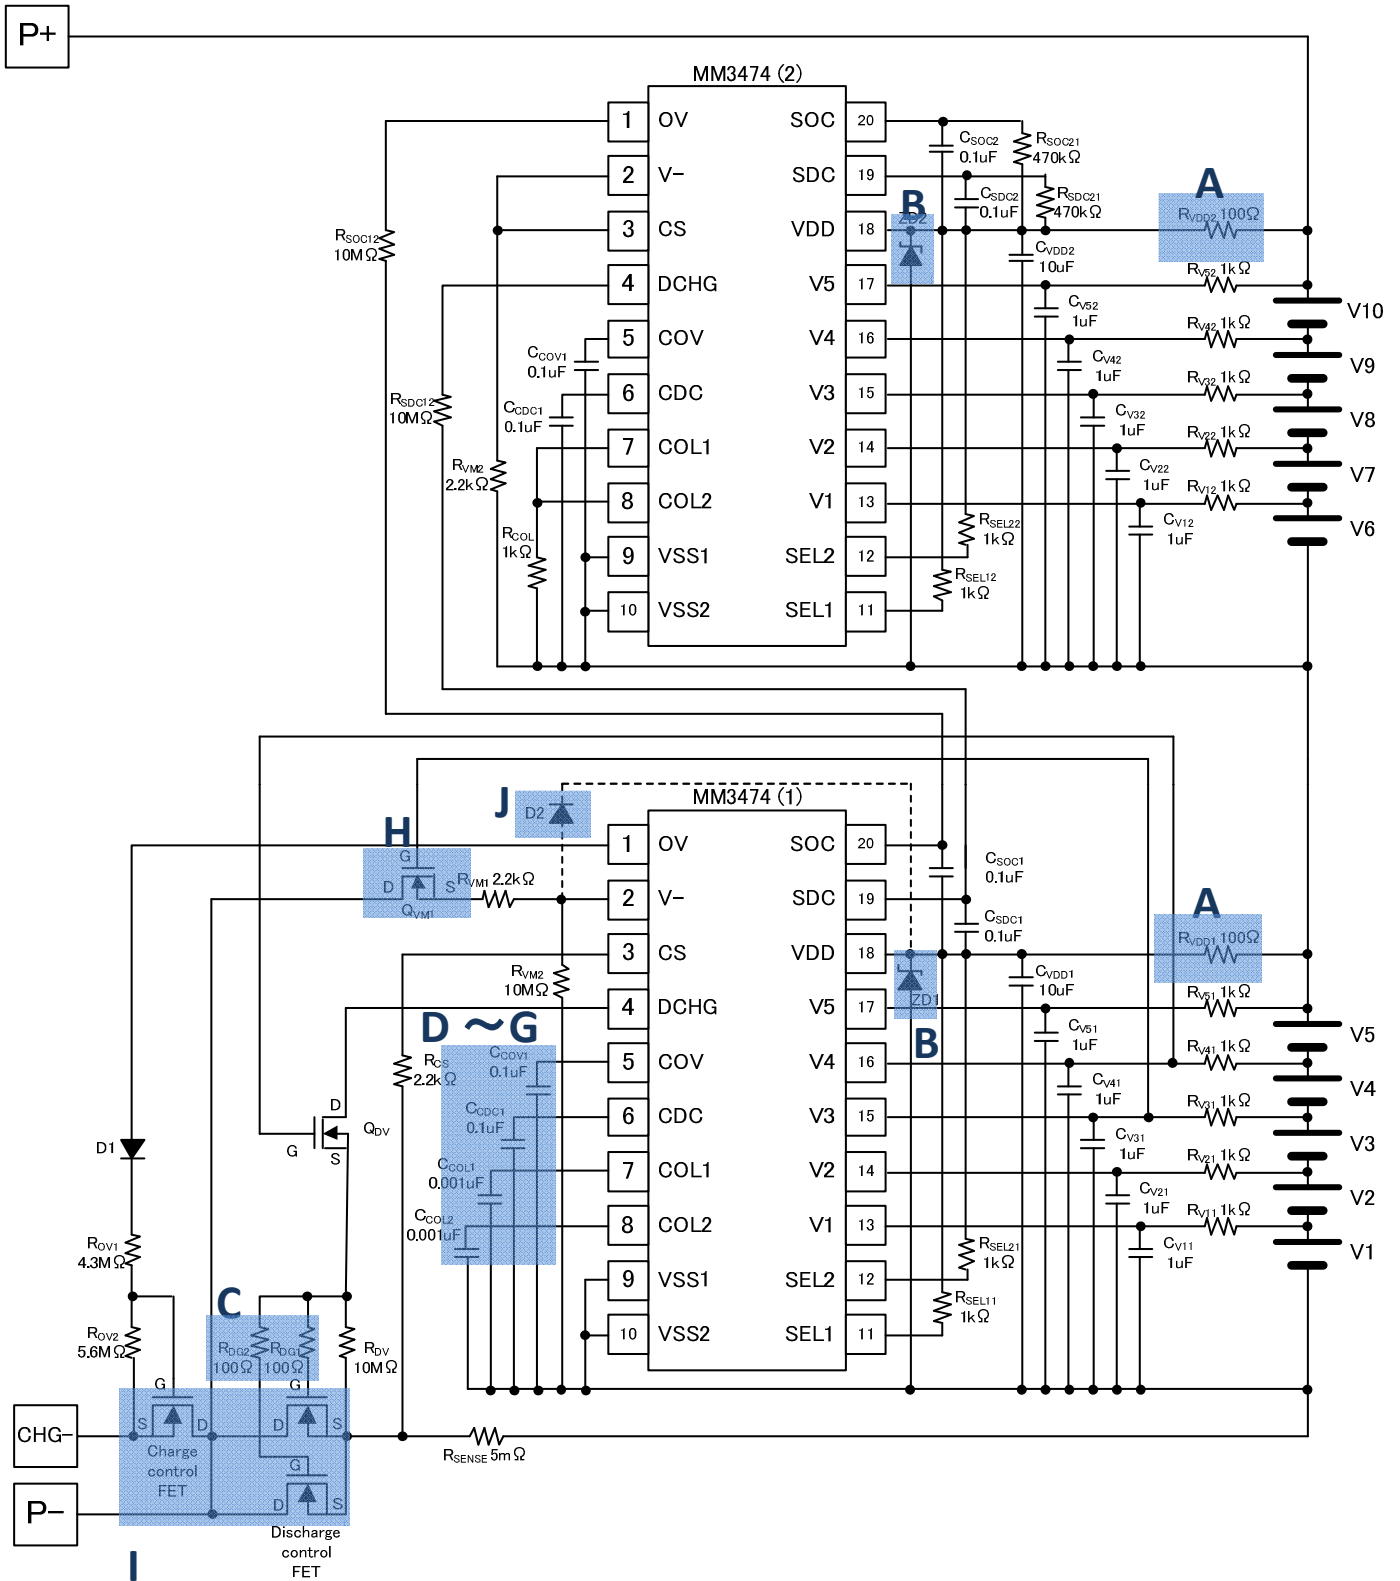 P+
MM3474 (2)
1 OV SOC 20
2 V- SDC 19
3 CS VDD 18
4 DCHG V5 17
5 COV V4 16
6 CDC V3 15
7 COL1 V2 14
8 COL2 V1 13
9 VSS1 SEL2 12
10 VSS2 SEL1 11
CSOC2
0.1uF
RSOC21
470kΩ
CSDC2
0.1uF
RSDC21
470kΩ
A
B
ZD2
RVDD2 100Ω
CVDD2
10uF
RSOC12
10MΩ
RV52 1kΩ
CV52
1uF
V10
RV42 1kΩ
CCOV1
0.1uF
CV42
1uF
V9
RSDC12
10MΩ
RV32 1kΩ
CCDC1
0.1uF
CV32
1uF
V8
RV22 1kΩ
RVM2
2.2kΩ
CV22
1uF
V7
RV12 1kΩ
RCOL
1kΩ
RSEL22
1kΩ
CV12
1uF
V6
RSEL12
1kΩ
MM3474 (1)
J
D2
1 OV SOC 20
2 V- SDC 19
3 CS VDD 18
4 DCHG V5 17
5 COV V4 16
6 CDC V3 15
7 COL1 V2 14
8 COL2 V1 13
9 VSS1 SEL2 12
10 VSS2 SEL1 11
H
G
D
S
QVM1
RVM1 2.2kΩ
CSOC1
0.1uF
CSDC1
0.1uF
A
RVDD1 100Ω
RVM2
10MΩ
CVDD1
10uF
ZD1
B
RV51 1kΩ
D ～G
CV51
1uF
V5
CCOV1
0.1uF
RCS
2.2kΩ
RV41 1kΩ
CV41
1uF
V4
CCDC1
0.1uF
RV31 1kΩ
D
QDV
G
S
CV31
1uF
V3
D1
CCOL1
0.001uF
RV21 1kΩ
CV21
1uF
V2
CCOL2
0.001uF
RV11 1kΩ
ROV1
4.3MΩ
RSEL21
1kΩ
CV11
1uF
V1
C
RSEL11
1kΩ
ROV2
5.6MΩ
RDG2
100Ω
RDG1
100Ω
RDV
10MΩ
G
G
CHG-
S
D
D
S
Charge
control
FET
RSENSE 5mΩ
G
P-
D
S
Discharge
control
FET
I